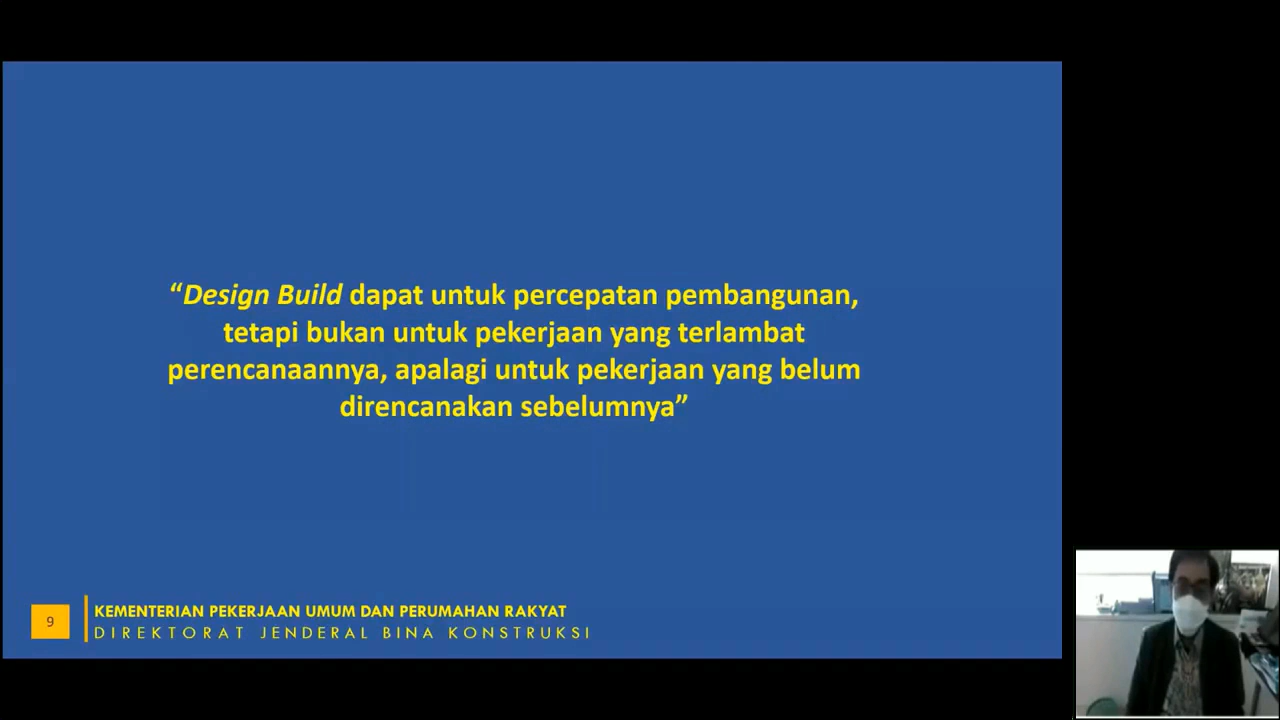 “Design Build dapat untuk percepatan pembangunan,
tetapi bukan untuk pekerjaan yang terlambat
perencanaannya, apalagi untuk pekerjaan yang belum
direncanakan sebelumnya”
9
KEMENTERIAN PEKERJAAN UMUM DAN PERUMAHAN RAKYAT
DIREKTORAT JENDERAL BINA KONSTRUKSI